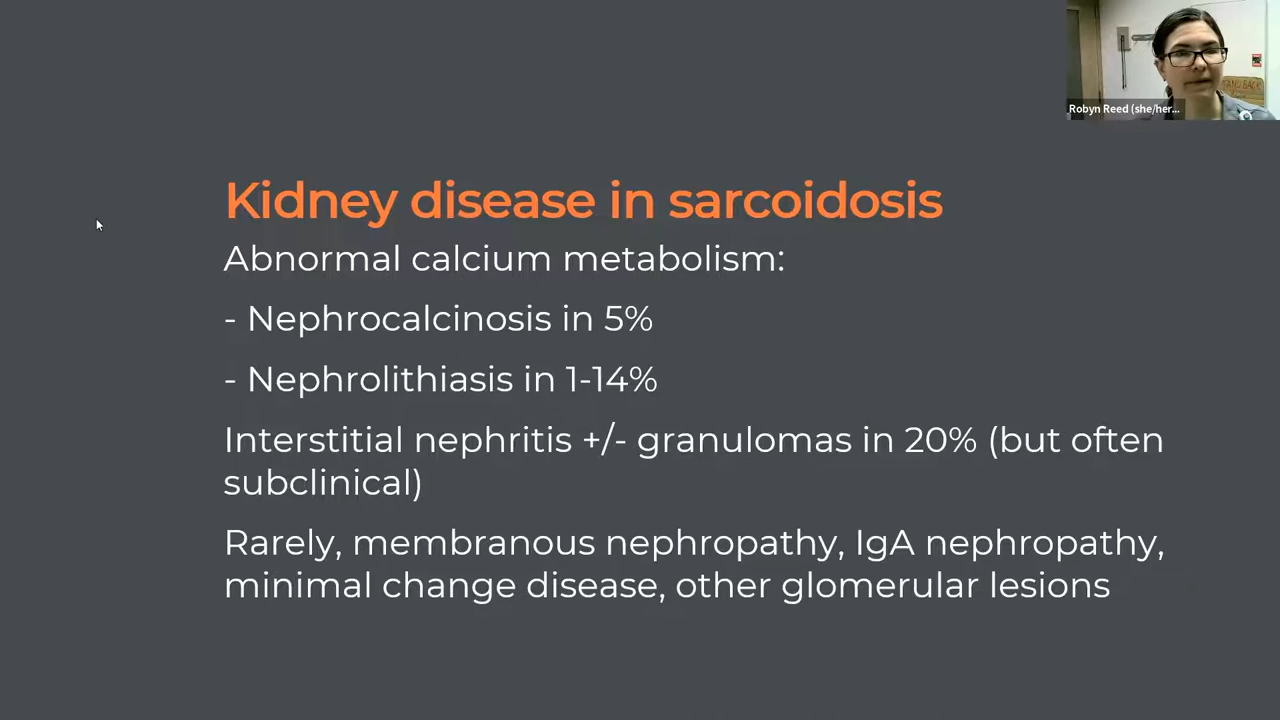 Robyn Reed (she/her...
Kidney disease in sarcoidosis
Abnormal calcium metabolism:
- Nephrocalcinosis in 5%
- Nephrolithiasis in 1-14%
Interstitial nephritis +/- granulomas in 20% (but often
subclinical)
Rarely, membranous nephropathy, IgA nephropathy,
minimal change disease, other glomerular lesions